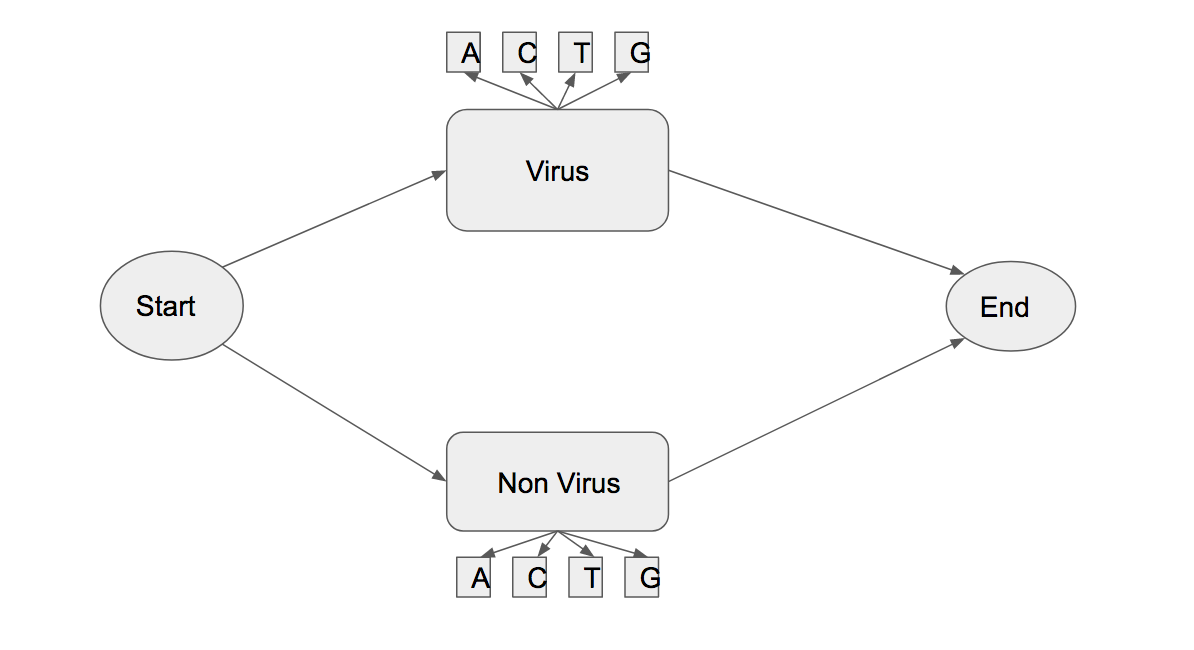 A C T G
Virus
Start
End
Non Virus
A C T G